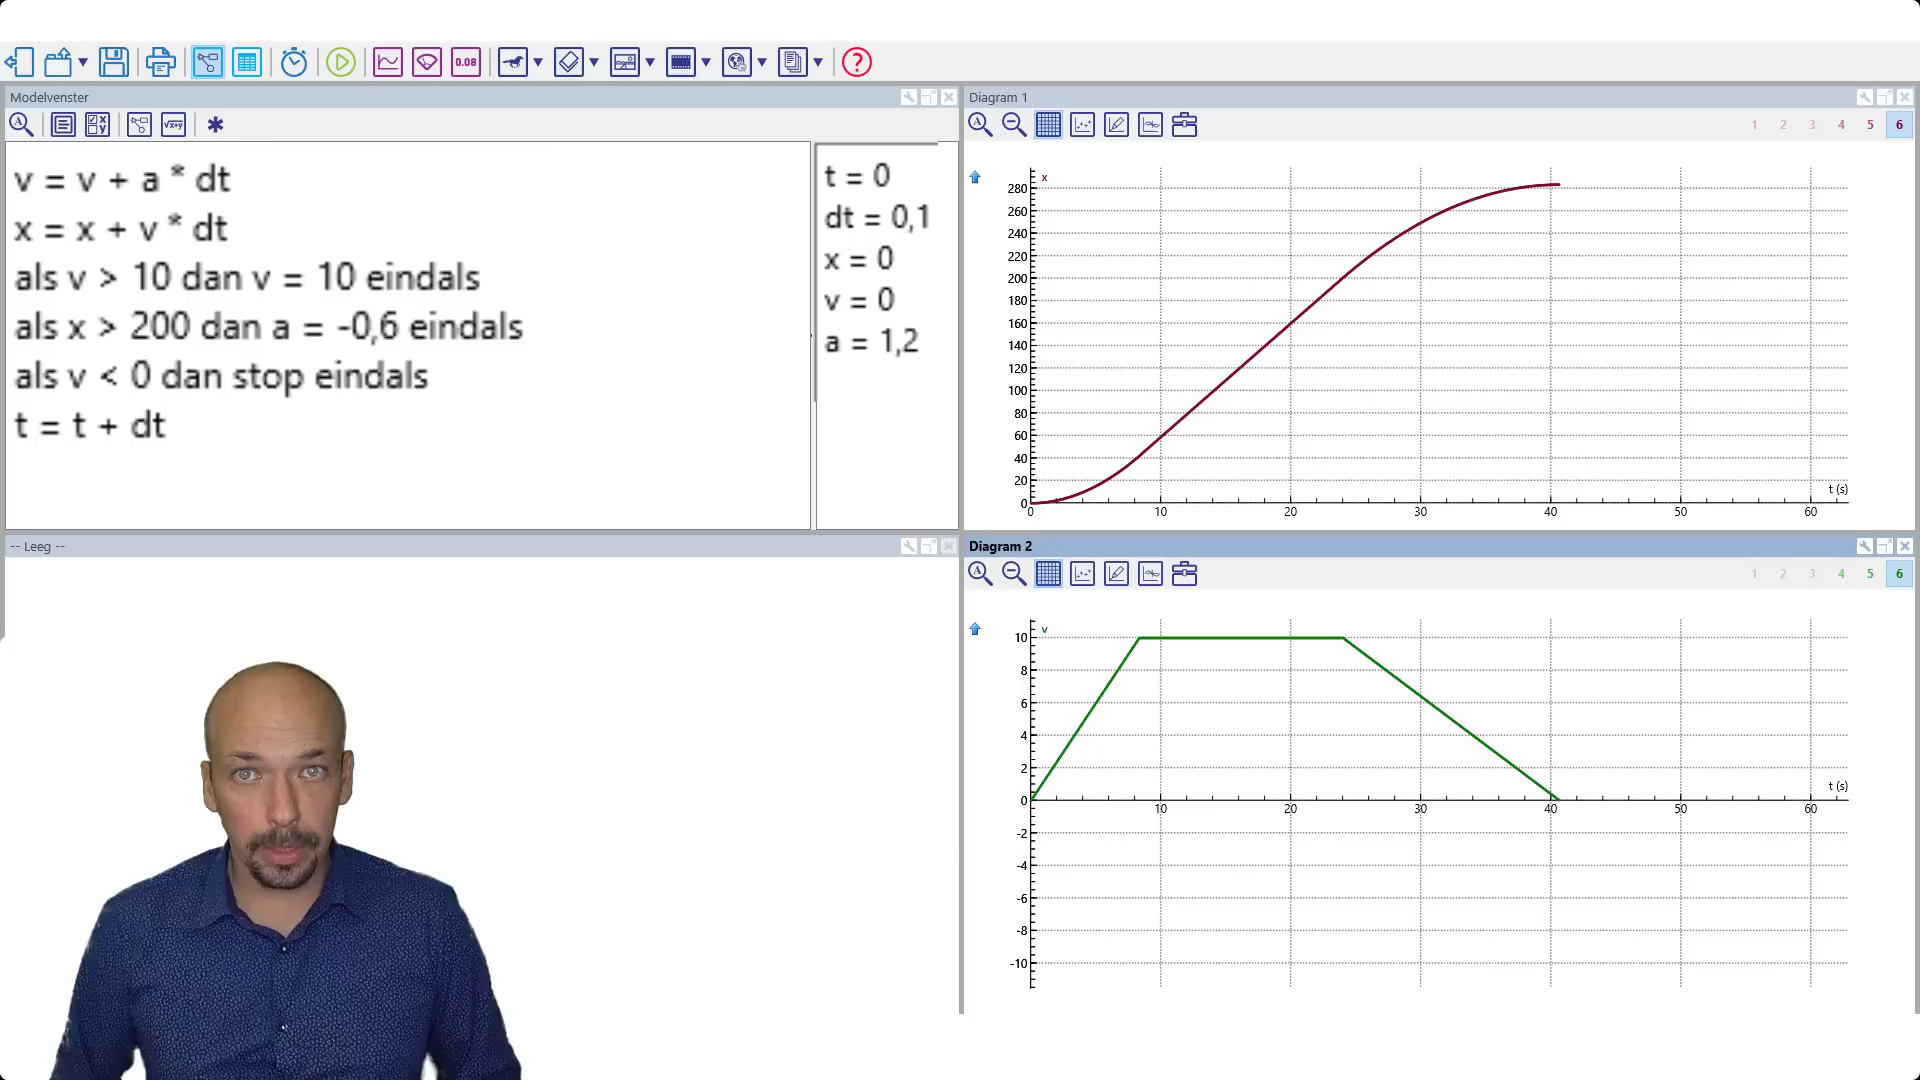 0.08
?
Modelvenster
v = v + a * dt
x = x + v * dt
als v > 10 dan v = 10 eindals
als x > 200 dan a = -0,6 eindals
als v < 0 dan stop eindals
t = t + dt
t = 0
dt = 0,1
x = 0
v = 0
a = 1,2
Diagram 1
1 2 3 4 5 6
x
280
260
240
220
200
180
160
140
120
100
80
60
40
20
0
t (s)
0 10 20 30 40 50 60
-- Leeg --
Diagram 2
1 2 3 4 5 6
v
10
8
6
4
2
0
t (s)
10 20 30 40 50 60
-2
-4
-6
-8
-10